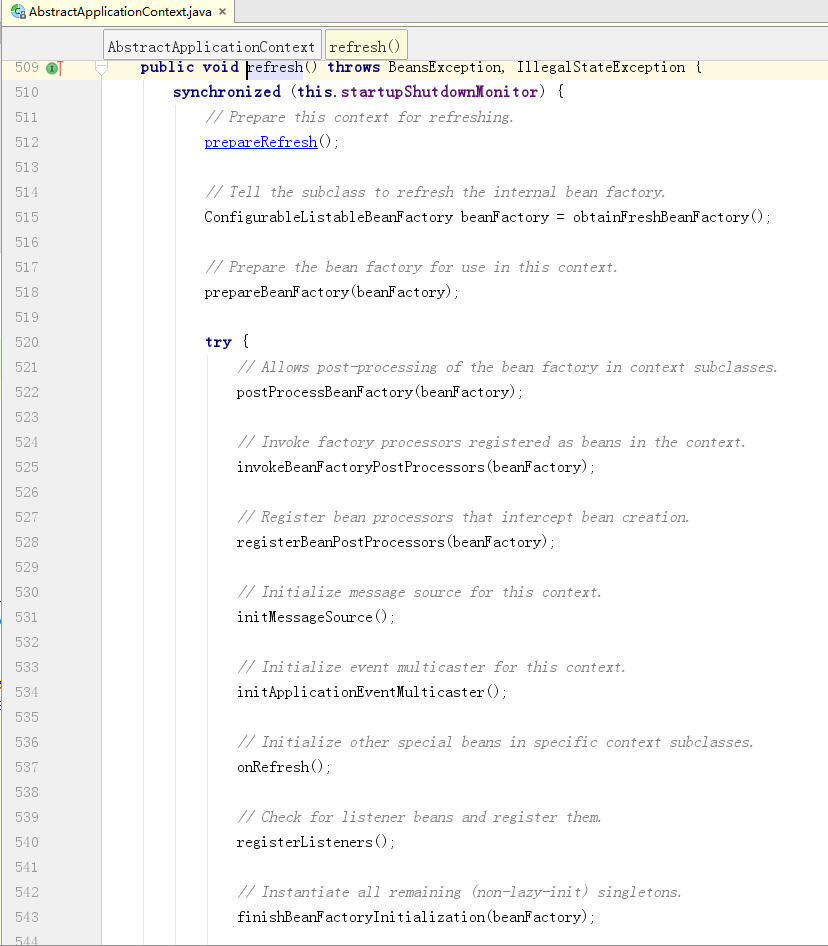 AbstractApplicationContext.java ×
AbstractApplicationContext refresh()
509 public void refresh() throws BeansException, IllegalStateException {
510 synchronized (this.startupShutdownMonitor) {
511 // Prepare this context for refreshing.
512 prepareRefresh();
513
514 // Tell the subclass to refresh the internal bean factory.
515 ConfigurableListableBeanFactory beanFactory = obtainFreshBeanFactory();
516
517 // Prepare the bean factory for use in this context.
518 prepareBeanFactory(beanFactory);
519
520 try {
521 // Allows post-processing of the bean factory in context subclasses.
522 postProcessBeanFactory(beanFactory);
523
524 // Invoke factory processors registered as beans in the context.
525 invokeBeanFactoryPostProcessors(beanFactory);
526
527 // Register bean processors that intercept bean creation.
528 registerBeanPostProcessors(beanFactory);
529
530 // Initialize message source for this context.
531 initMessageSource();
532
533 // Initialize event multicaster for this context.
534 initApplicationEventMulticaster();
535
536 // Initialize other special beans in specific context subclasses.
537 onRefresh();
538
539 // Check for listener beans and register them.
540 registerListeners();
541
542 // Instantiate all remaining (non-lazy-init) singletons.
543 finishBeanFactoryInitialization(beanFactory);
544